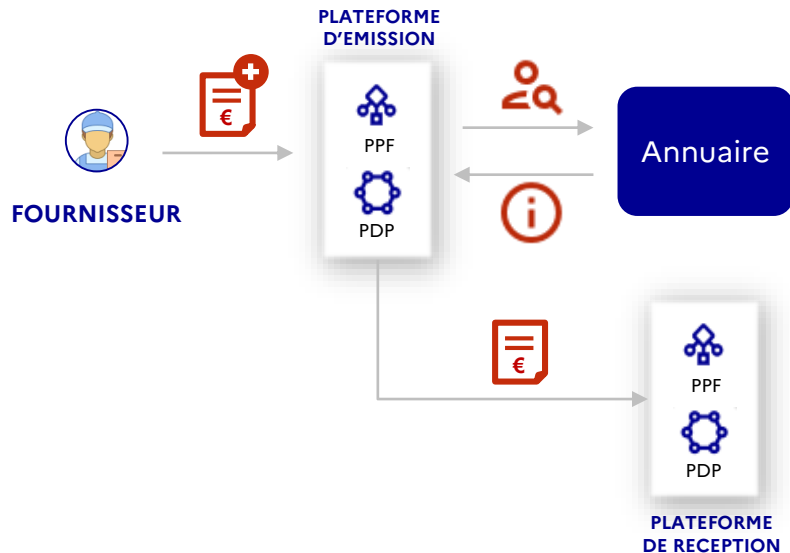 PLATEFORME
D'EMISSION
€
PPF
Annuaire
PDP
FOURNISSEUR
€
PPF
PDP
PLATEFORME
DE RECEPTION